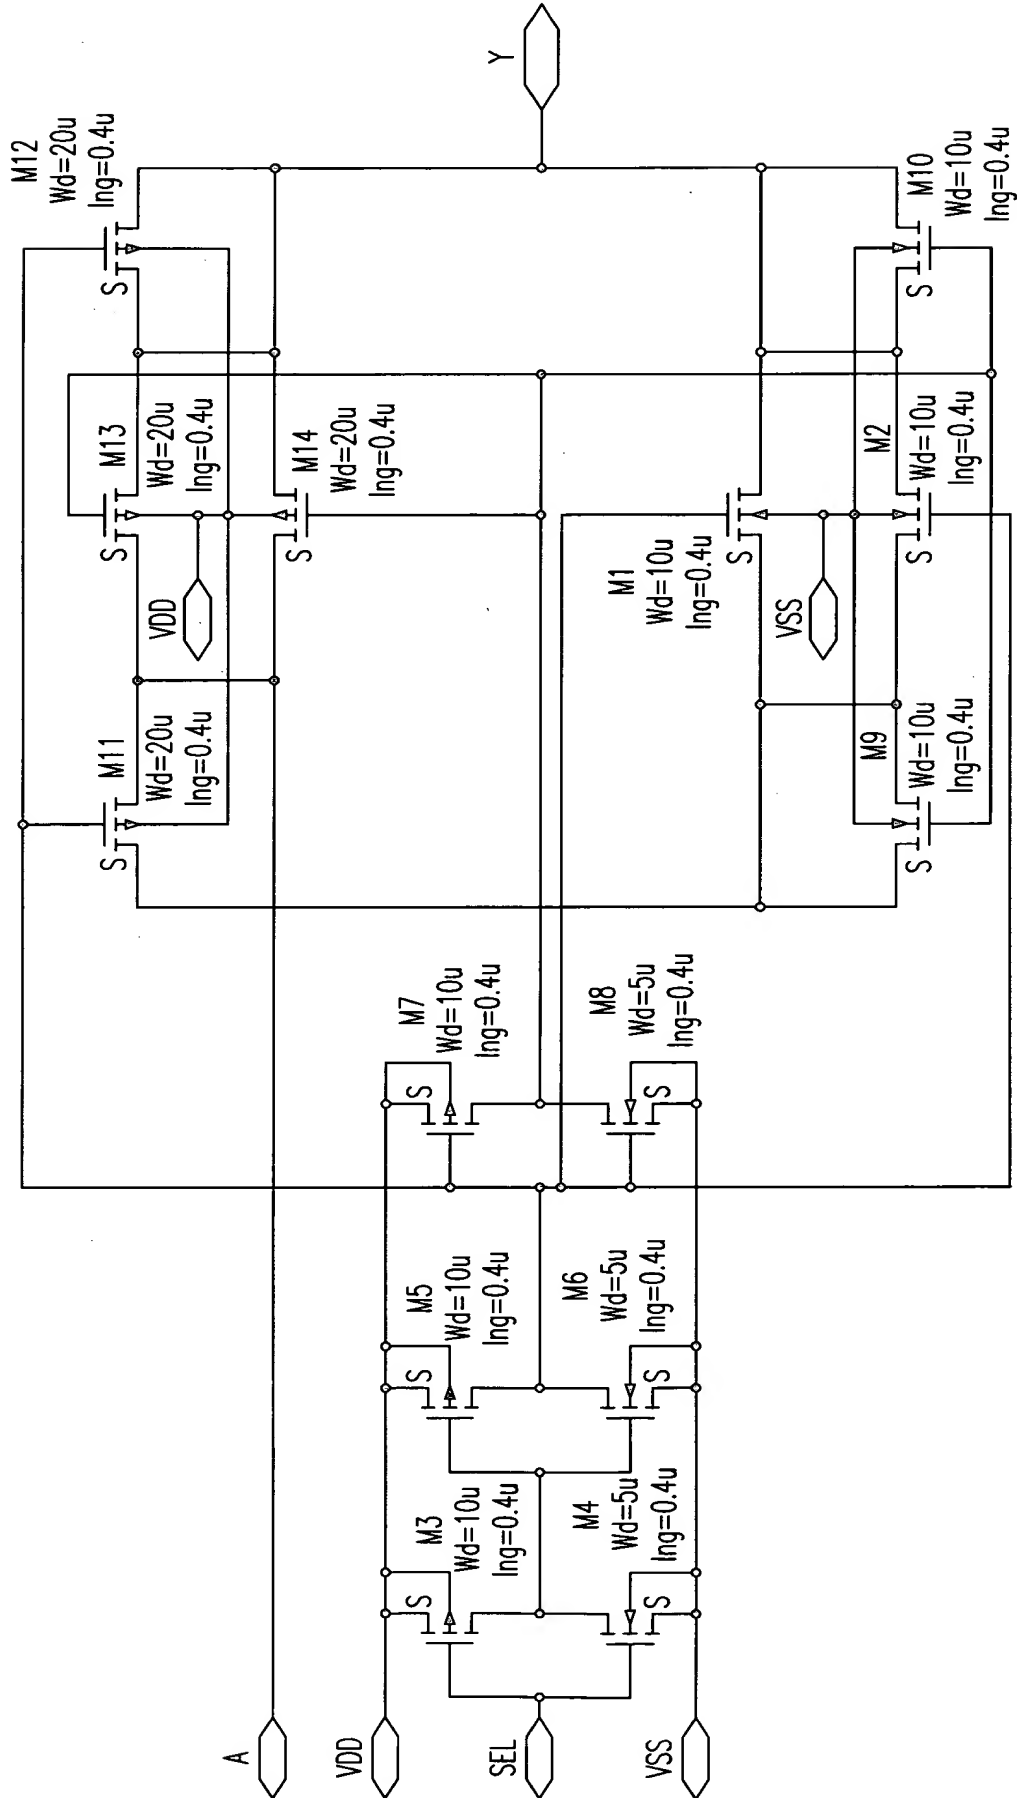 A
VDD
SEL
VSS
M3
Wd=10u
lng=0.4u
M4
Wd=5u
lng=0.4u
M5
Wd=10u
lng=0.4u
M6
Wd=5u
lng=0.4u
M7
Wd=10u
lng=0.4u
M8
Wd=5u
lng=0.4u
S
S
S
S
S
S
M11
Wd=20u
lng=0.4u
S
M13
Wd=20u
lng=0.4u
S
M12
Wd=20u
lng=0.4u
S
VDD
M14
Wd=20u
lng=0.4u
S
M1
Wd=10u
lng=0.4u
S
VSS
M9
Wd=10u
lng=0.4u
S
M2
Wd=10u
lng=0.4u
S
M10
Wd=10u
lng=0.4u
S
Y